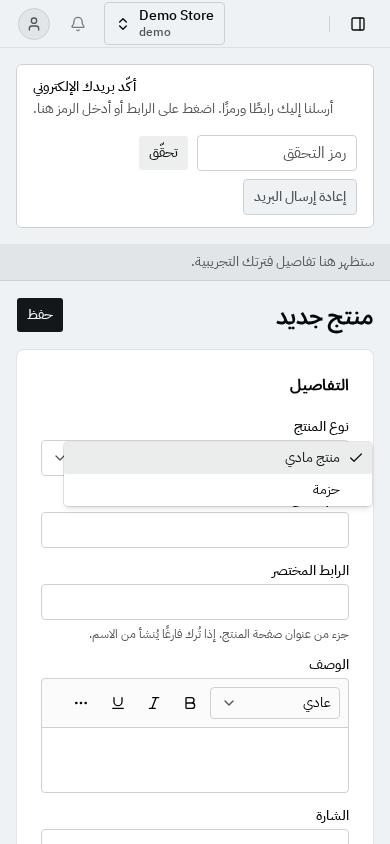 Demo Store
demo
أكّد بريدك الإلكتروني
أرسلنا إليك رابطًا ورمزًا. اضغط على الرابط أو أدخل الرمز هنا.
رمز التحقق
تحقّق
إعادة إرسال البريد
ستظهر هنا تفاصيل فترتك التجريبية.
منتج جديد
حفظ
التفاصيل
نوع المنتج
منتج مادي
حزمة
الرابط المختصر
جزء من عنوان صفحة المنتج. إذا تُرك فارغًا يُنشأ من الاسم.
الوصف
عادي
B I U
الشارة